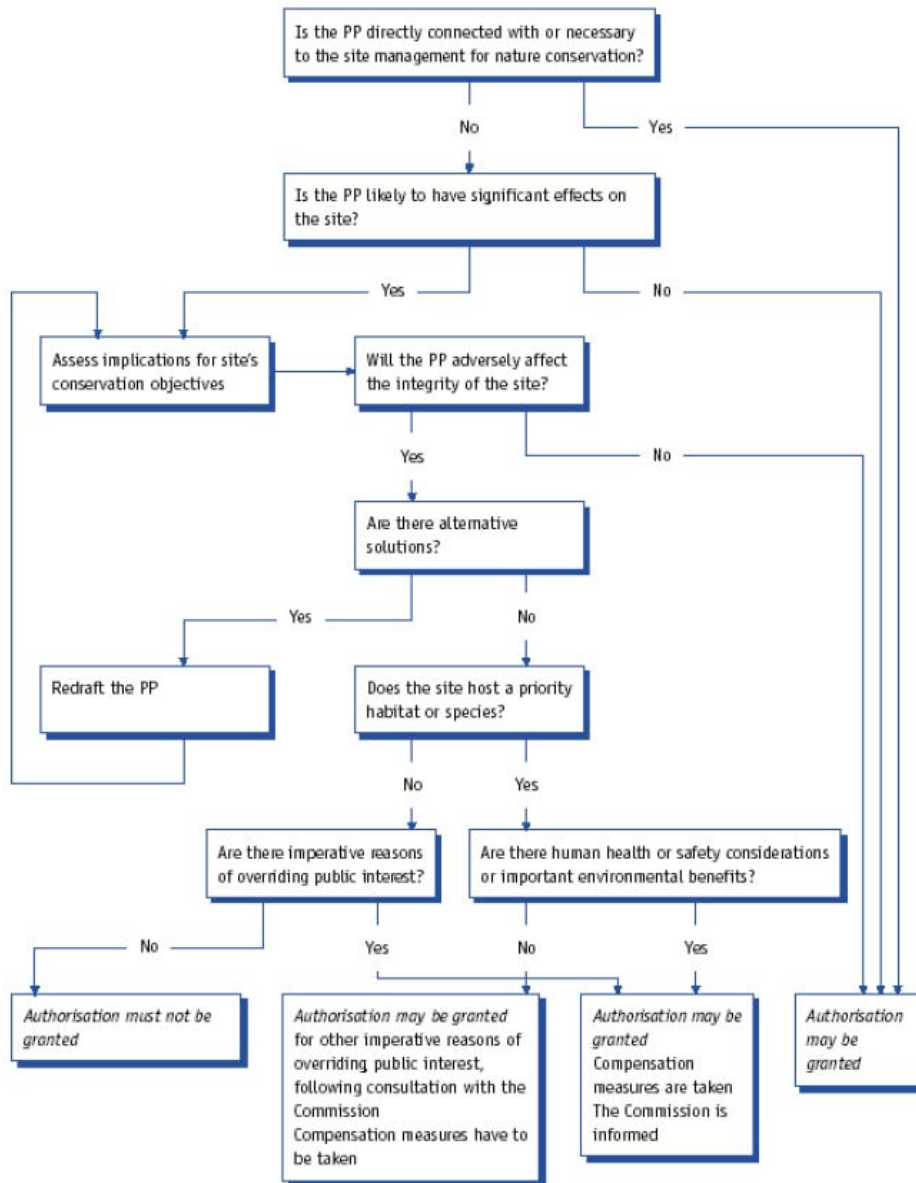 Is the PP directly connected with or necessary
to the site management for nature conservation?
No
Yes
Is the PP likely to have significant effects on
the site?
Yes
No
Assess implications for site's
conservation objectives
Will the PP adversely affect
the integrity of the site?
Yes
No
Are there alternative
solutions?
Yes
No
Redraft the PP
Does the site host a priority
habitat or species?
No
Yes
Are there imperative reasons
of overriding public interest?
Are there human health or safety considerations
or important environmental benefits?
No
Yes
No
Yes
Authorisation must not be
granted
Authorisation may be granted
for other imperative reasons of
overriding public interest,
following consultation with the
Commission
Compensation measures have to
be taken
Authorisation may be
granted
Compensation
measures are taken
The Commission is
informed
Authorisation
may be
granted